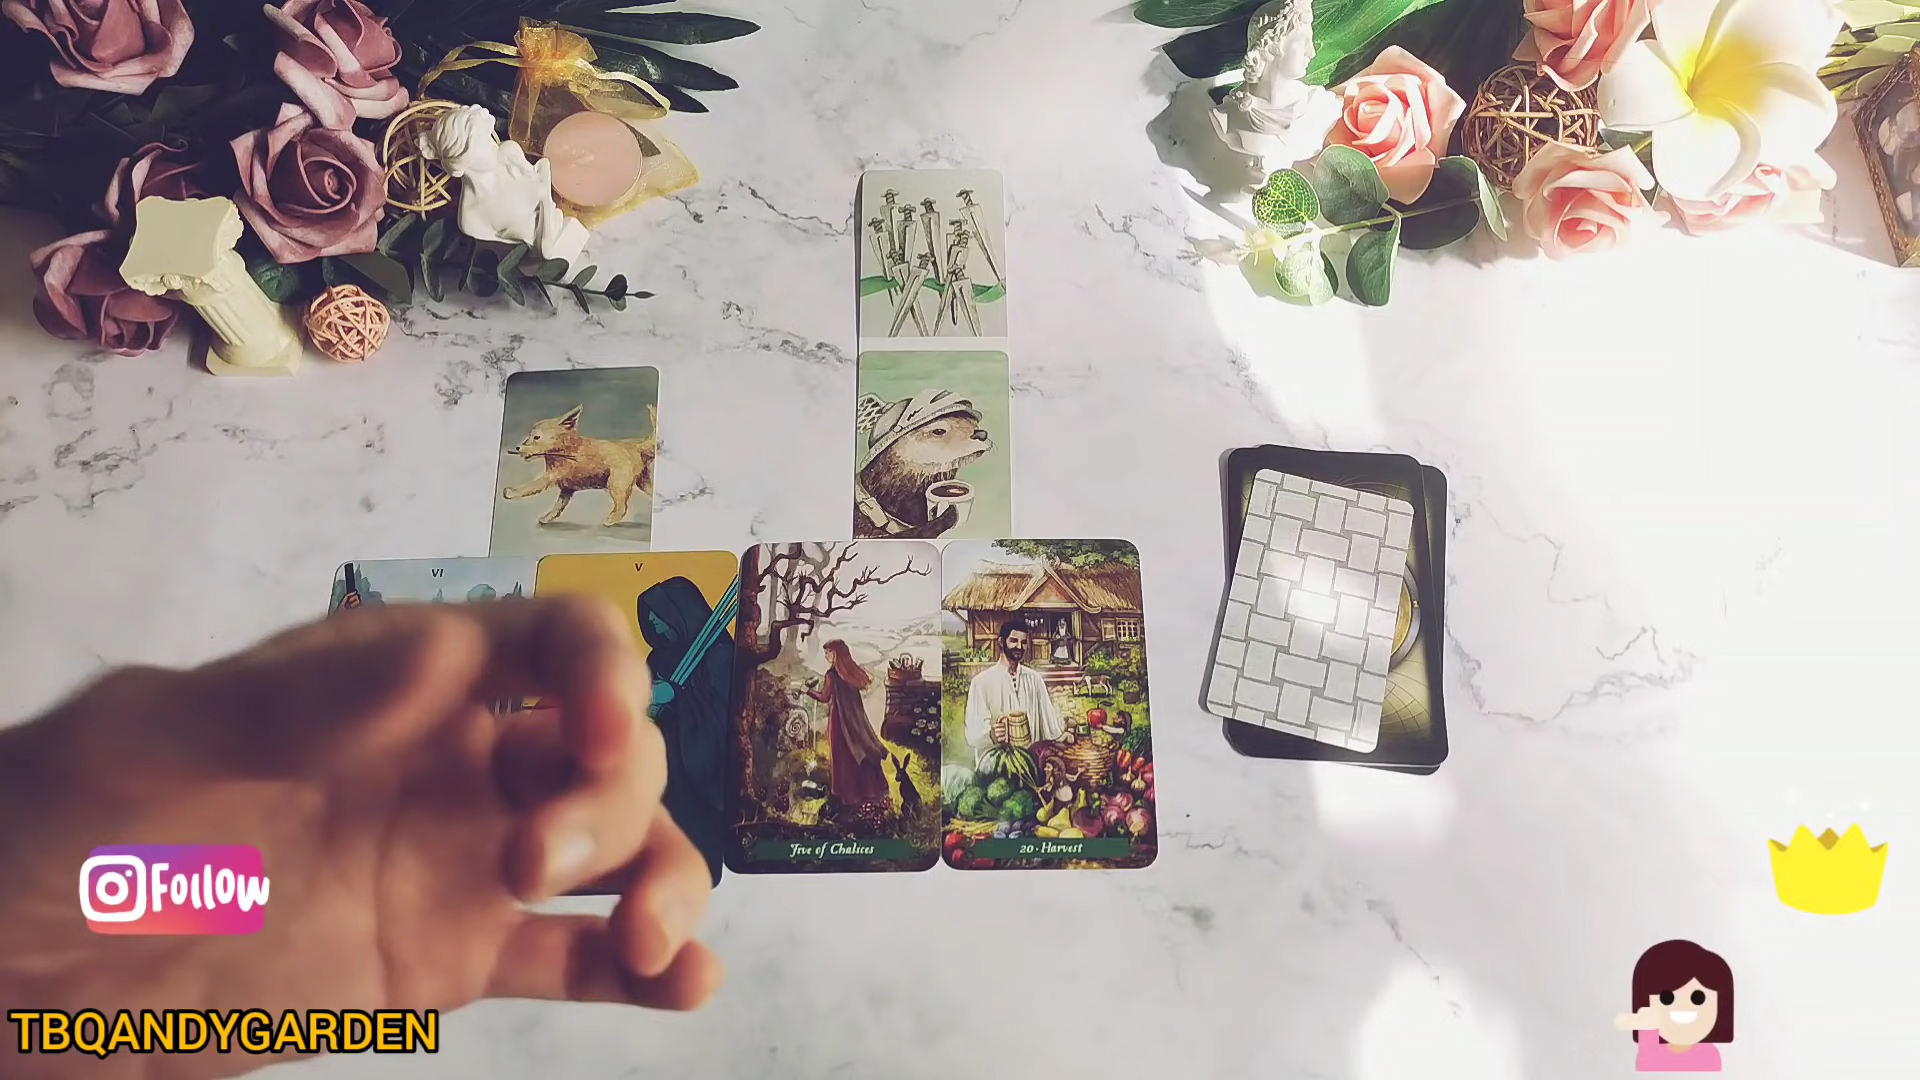 VI
V
Five of Chalices
20 · Harvest
Follow
TBQANDYGARDEN